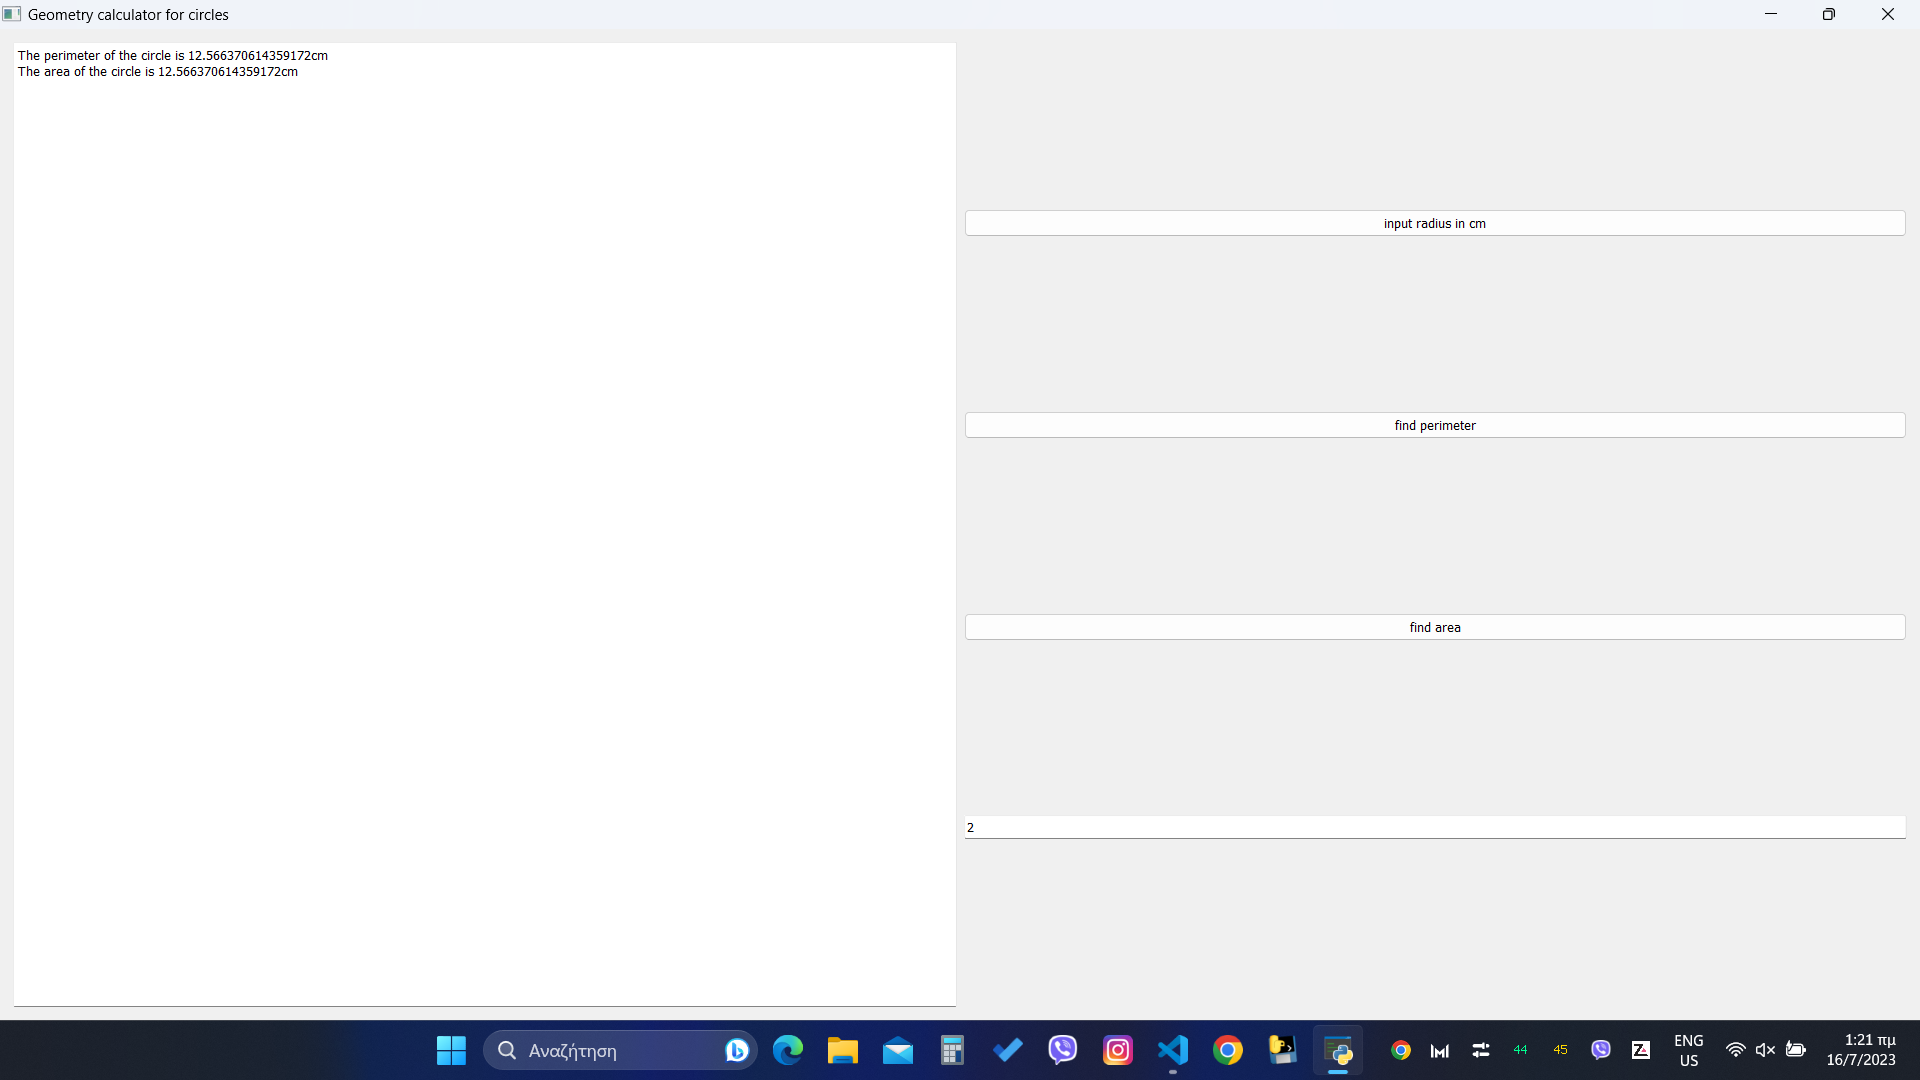 Geometry calculator for circles
The perimeter of the circle is 12.566370614359172cm
The area of the circle is 12.566370614359172cm
input radius in cm
find perimeter
find area
2
Αναζήτηση
44
45
ENG
US
1:21 πμ
16/7/2023